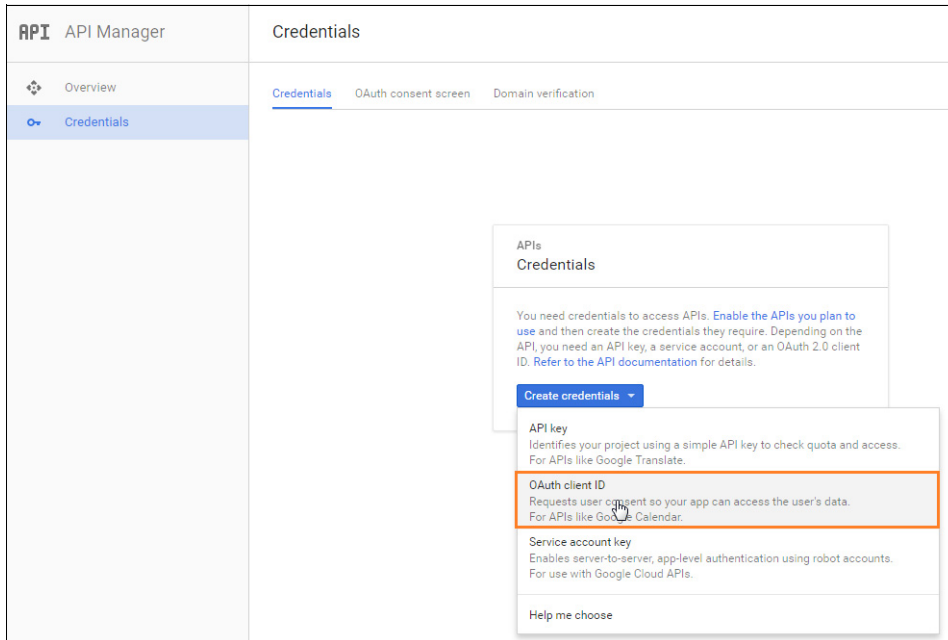 API API Manager
Credentials
Overview
Credentials
Credentials OAuth consent screen Domain verification
APIs
Credentials
You need credentials to access APIs. Enable the APIs you plan to
use and then create the credentials they require. Depending on the
API, you need an API key, a service account, or an OAuth 2.0 client
ID. Refer to the API documentation for details.
Create credentials
API key
Identifies your project using a simple API key to check quota and access.
For APIs like Google Translate.
OAuth client ID
Requests user consent so your app can access the user's data.
For APIs like Google Calendar.
Service account key
Enables server-to-server, app-level authentication using robot accounts.
For use with Google Cloud APIs.
Help me choose